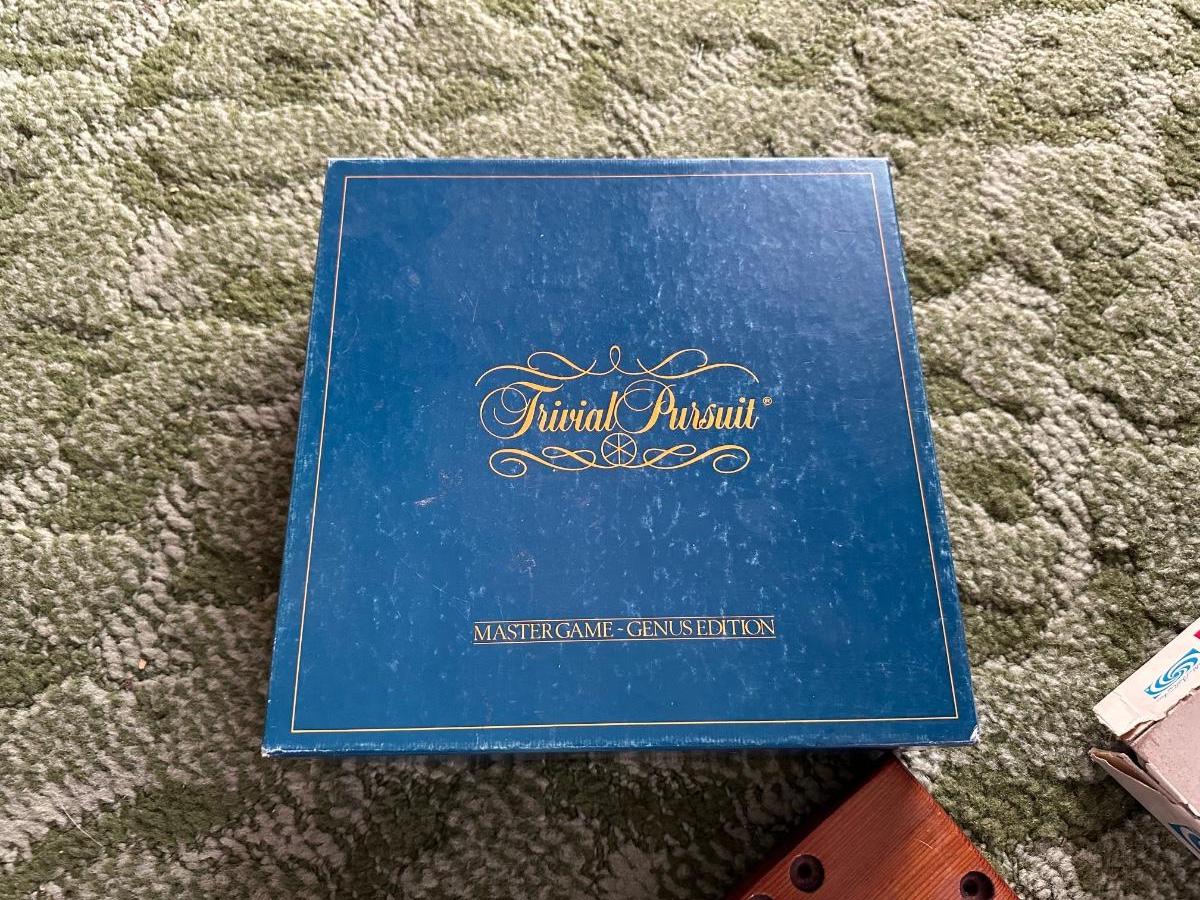 Trivial Pursuit®
MASTER GAME - GENUS EDITION